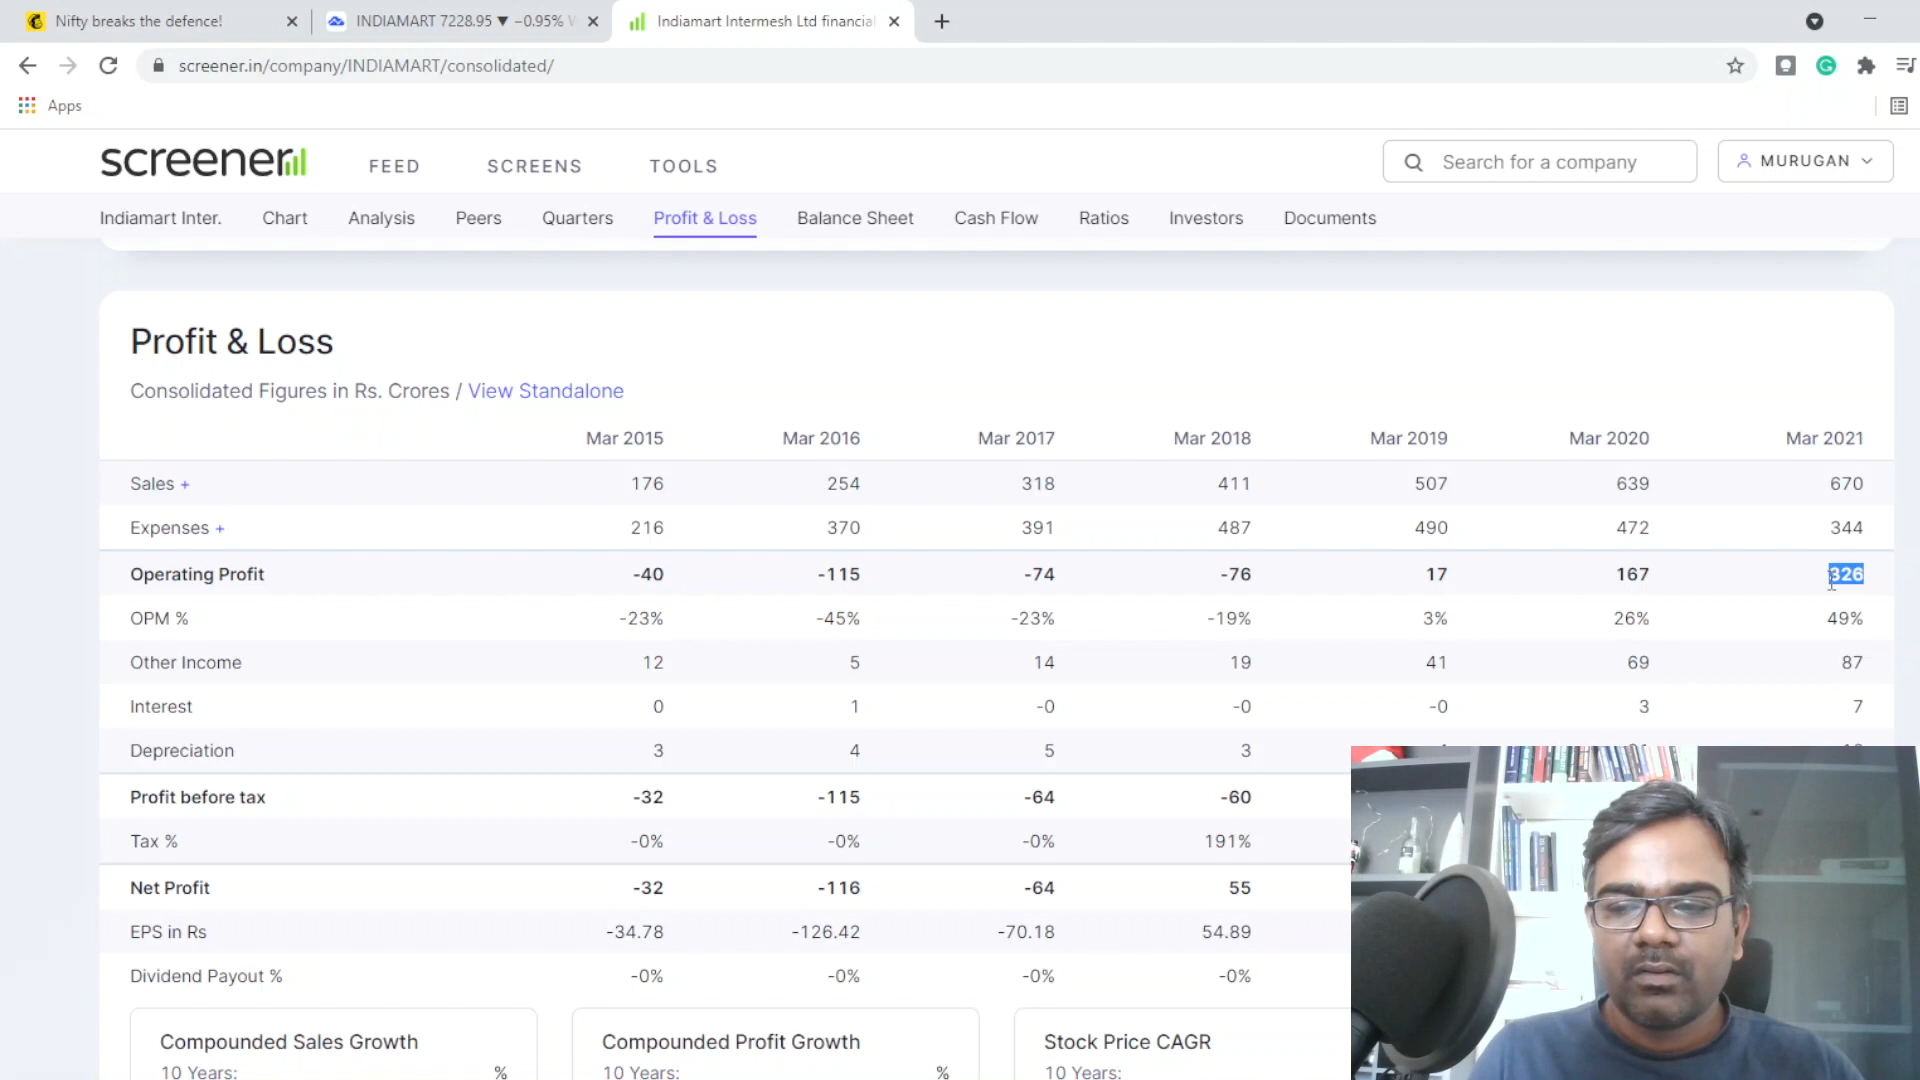 Nifty breaks the defence!
INDIAMART 7228.95 ▼ −0.95%
Indiamart Intermesh Ltd financial
screener.in/company/INDIAMART/consolidated/
Apps
screener
FEED SCREENS TOOLS
Search for a company
MURUGAN
Indiamart Inter. Chart Analysis Peers Quarters Profit & Loss Balance Sheet Cash Flow Ratios Investors Documents
Profit & Loss
Consolidated Figures in Rs. Crores / View Standalone
Mar 2015 Mar 2016 Mar 2017 Mar 2018 Mar 2019 Mar 2020 Mar 2021
Sales + 176 254 318 411 507 639 670
Expenses + 216 370 391 487 490 472 344
Operating Profit -40 -115 -74 -76 17 167 326
OPM % -23% -45% -23% -19% 3% 26% 49%
Other Income 12 5 14 19 41 69 87
Interest 0 1 -0 -0 -0 3 7
Depreciation 3 4 5 3
Profit before tax -32 -115 -64 -60
Tax % -0% -0% -0% 191%
Net Profit -32 -116 -64 55
EPS in Rs -34.78 -126.42 -70.18 54.89
Dividend Payout % -0% -0% -0% -0%
Compounded Sales Growth Compounded Profit Growth Stock Price CAGR
10 Years: % 10 Years: % 10 Years: